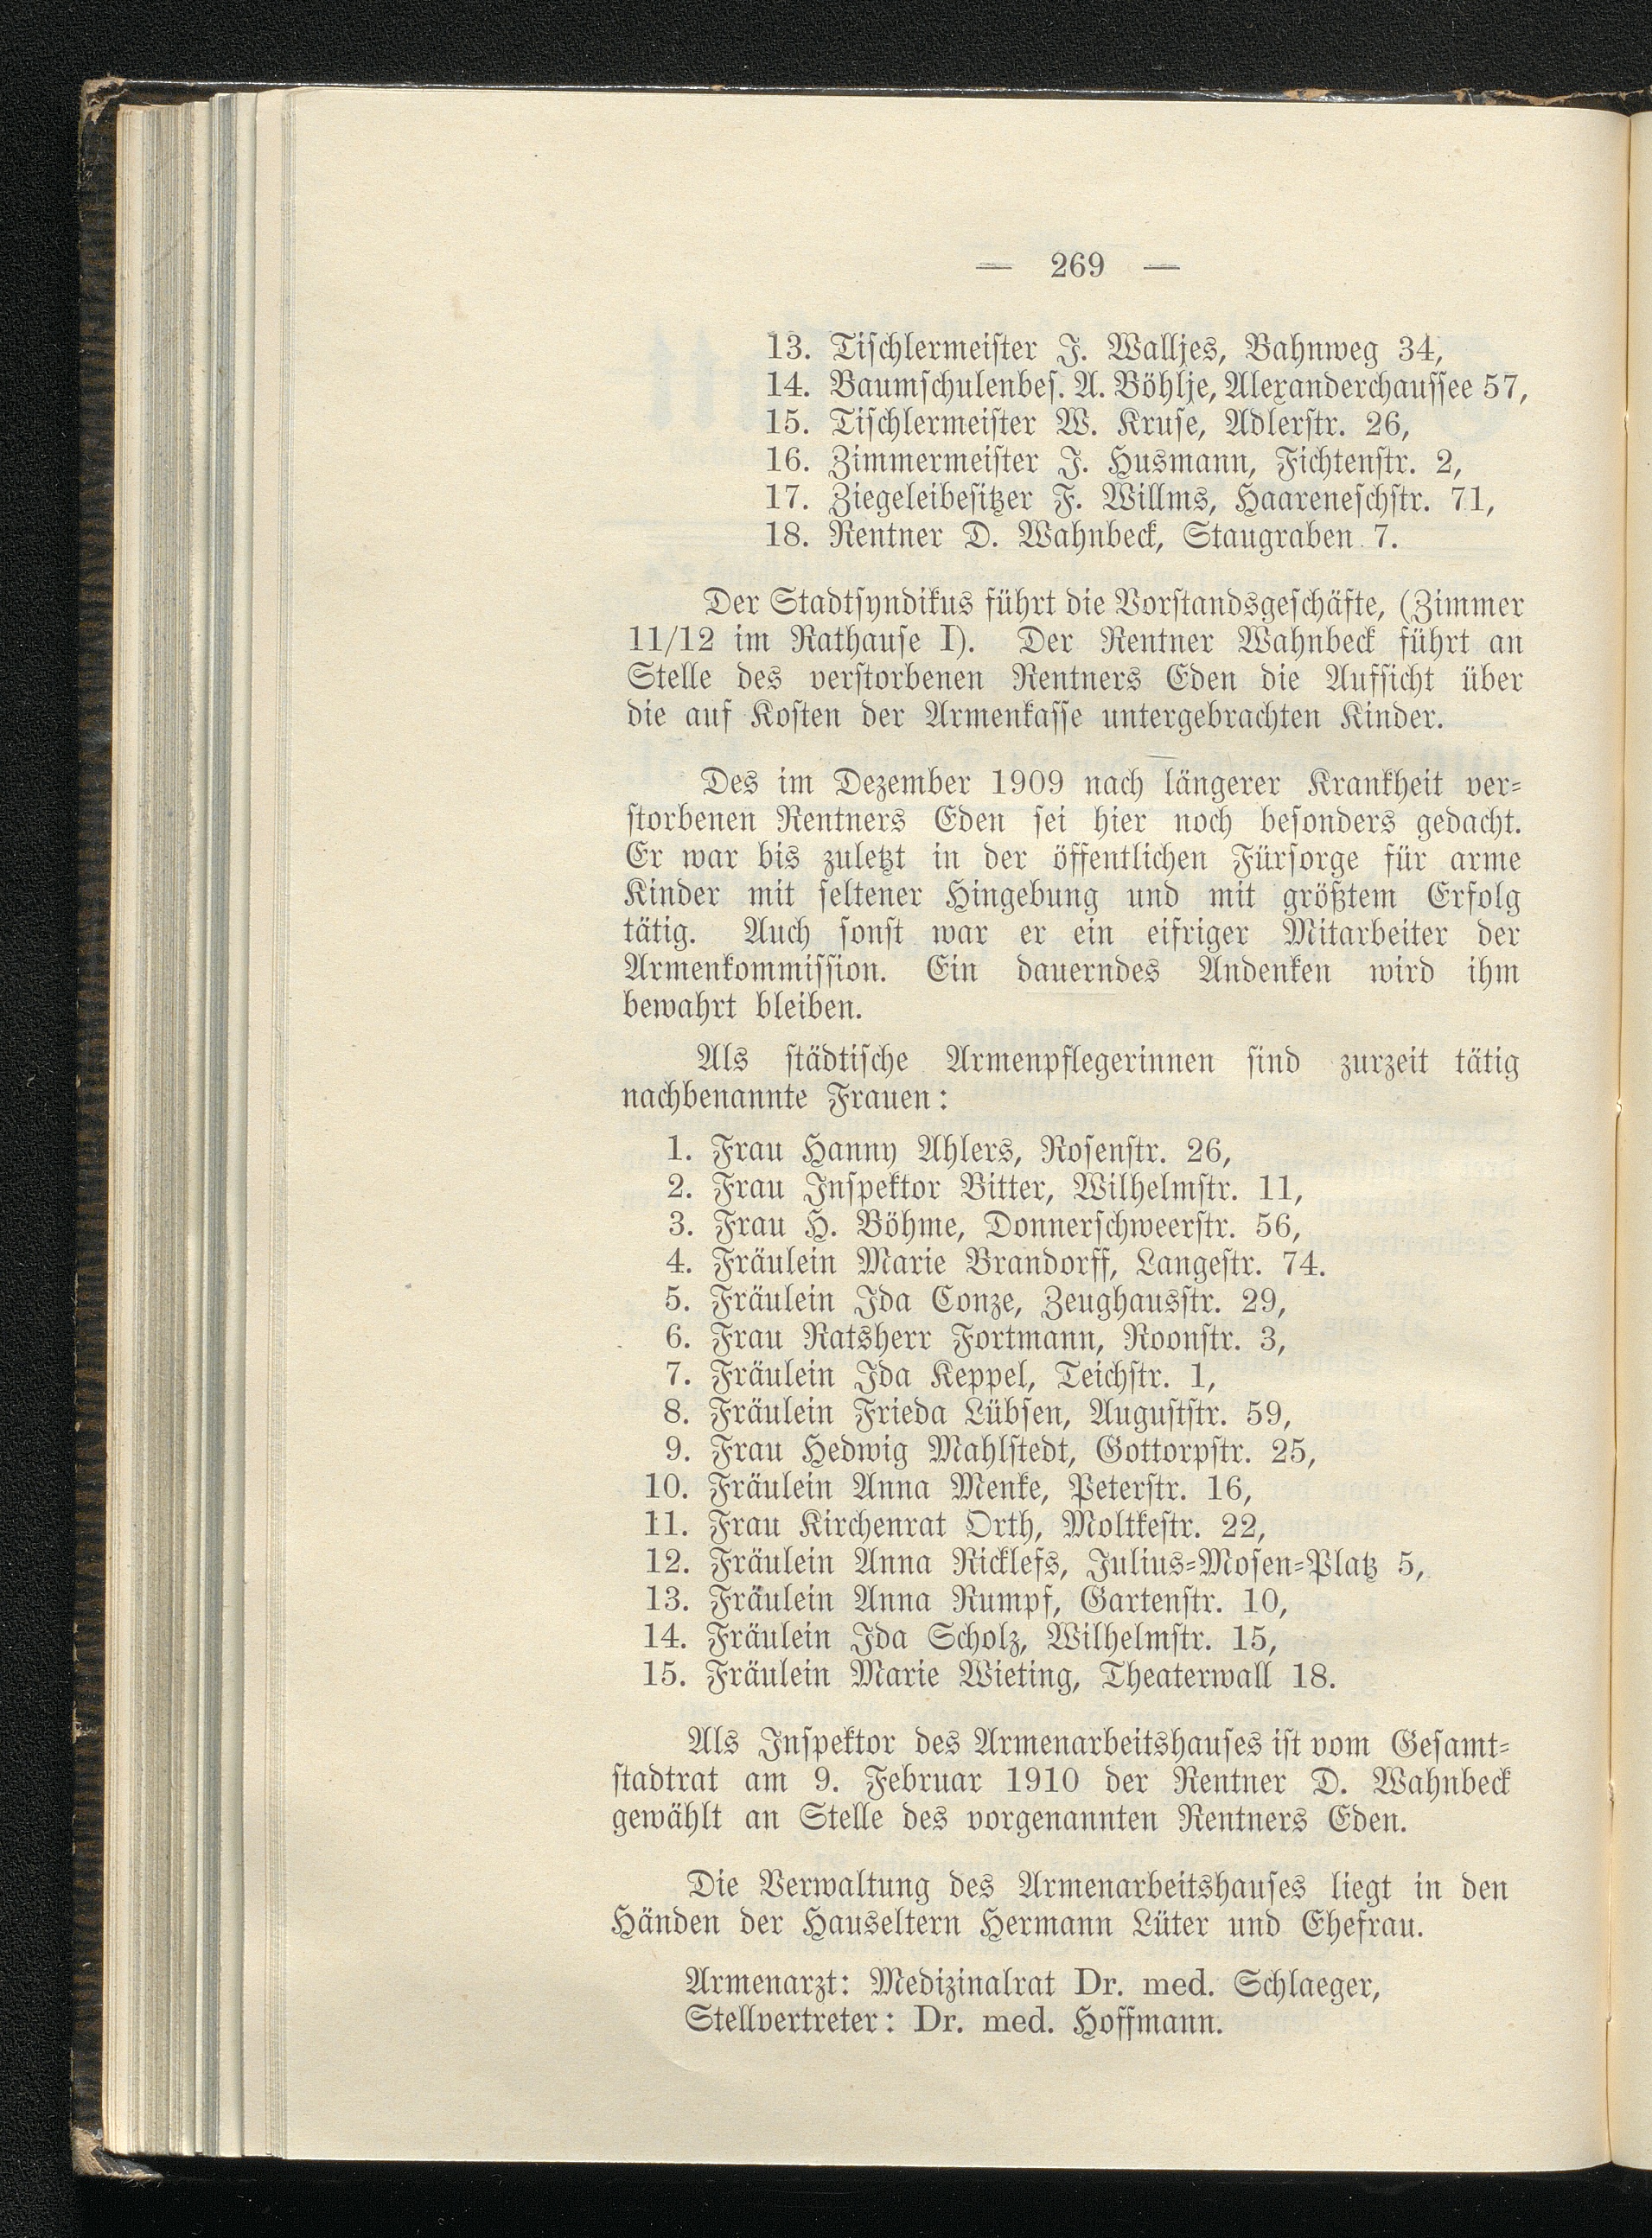 — 269 —
13. Tischlermeister J. Walljes, Bahnweg 34,
14. Baumschulenbes. A. Böhlje, Alexanderchaussee 57,
15. Tischlermeister W. Kruse, Adlerstr. 26,
16. Zimmermeister J. Husmann, Fichtenstr. 2,
17. Ziegeleibesitzer F. Willms, Haareneschstr. 71,
18. Rentner D. Wahnbeck, Staugraben 7.
Der Stadtsyndikus führt die Vorstandsgeschäfte, (Zimmer
11/12 im Rathause I). Der Rentner Wahnbeck führt an
Stelle des verstorbenen Rentners Eden die Aufsicht über
die auf Kosten der Armenkasse untergebrachten Kinder.
Des im Dezember 1909 nach längerer Krankheit ver-
storbenen Rentners Eden sei hier noch besonders gedacht.
Er war bis zuletzt in der öffentlichen Fürsorge für arme
Kinder mit seltener Hingebung und mit größtem Erfolg
tätig. Auch sonst war er ein eifriger Mitarbeiter der
Armenkommission. Ein dauerndes Andenken wird ihm
bewahrt bleiben.
Als städtische Armenpflegerinnen sind zurzeit tätig
nachbenannte Frauen:
1. Frau Hanny Ahlers, Rosenstr. 26,
2. Frau Inspektor Bitter, Wilhelmstr. 11,
3. Frau H. Böhme, Donnerschweerstr. 56,
4. Fräulein Marie Brandorff, Langestr. 74.
5. Fräulein Ida Conze, Zeughausstr. 29,
6. Frau Ratsherr Fortmann, Roonstr. 3,
7. Fräulein Ida Keppel, Teichstr. 1,
8. Fräulein Frieda Lübsen, Auguststr. 59,
9. Frau Hedwig Mahlstedt, Gottorpstr. 25,
10. Fräulein Anna Menke, Peterstr. 16,
11. Frau Kirchenrat Orth, Moltkestr. 22,
12. Fräulein Anna Ricklefs, Julius-Mosen-Platz 5,
13. Fräulein Anna Rumpf, Gartenstr. 10,
14. Fräulein Ida Scholz, Wilhelmstr. 15,
15. Fräulein Marie Wieting, Theaterwall 18.
Als Inspektor des Armenarbeitshauses ist vom Gesamt-
stadtrat am 9. Februar 1910 der Rentner D. Wahnbeck
gewählt an Stelle des vorgenannten Rentners Eden.
Die Verwaltung des Armenarbeitshauses liegt in den
Händen der Hauseltern Hermann Lüter und Ehefrau.
Armenarzt: Medizinalrat Dr. med. Schlaeger,
Stellvertreter: Dr. med. Hoffmann.